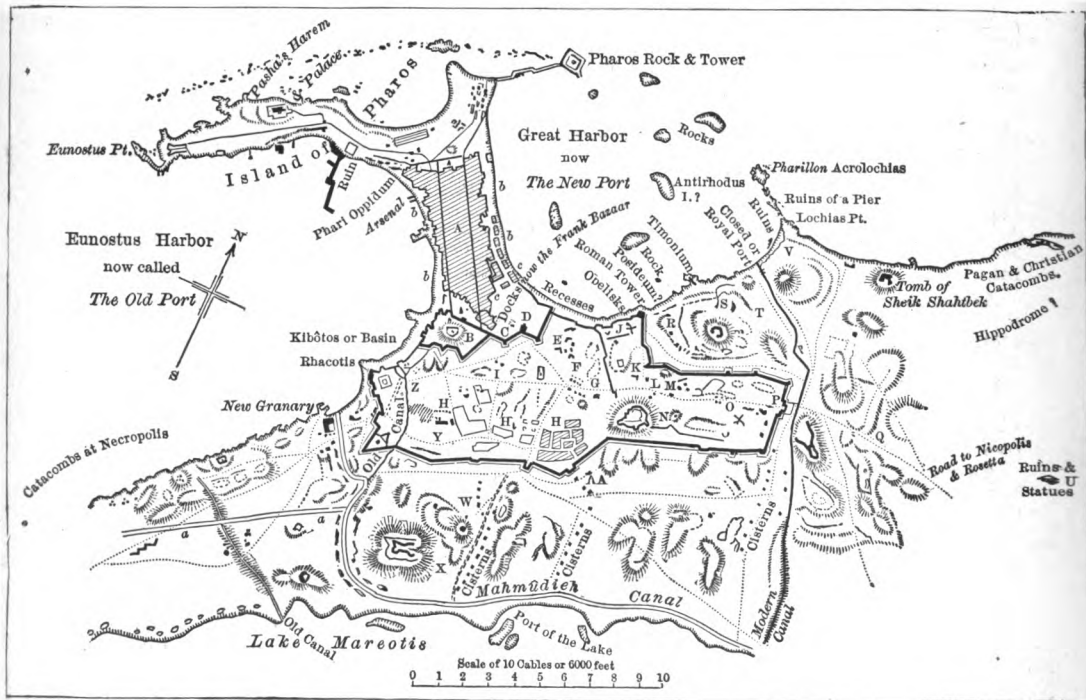 Pasha's Harem
& Palace
Pharos Rock & Tower
Island of Pharos
Eunostus Pt.
Ruin
Phari Oppidum
Arsenal
Great Harbor
now
The New Port
Rocks
Antirhodus
I.?
Pharillon Acrolochias
Ruins of a Pier
Lochias Pt.
Ruins
Closed or
Royal Port
Timonium
Rock
Posidium?
Roman Tower
Obelisks
Now the Frank Bazaar
Recesses
Dock
Eunostus Harbor
now called
The Old Port
N
S
Pagan & Christian
Catacombs.
Tomb of
Sheik Shahtbek
Hippodrome
Kibôtos or Basin
Rhacotis
New Granary
Catacombs at Necropolis
Canal
Old
A
A
b
b
b
b
b
c
c
B
D
E
F
G
H
H
H
I
J
K
L
M
N
O
P
Q
R
S
T
U
V
W
X
Y
Z
AA
a
a
Road to Nicopolis
& Rosetta
Ruins &
Statues
Cisterns
Cisterns
Cisterns
Mahmûdieh Canal
Modern
Canal
Old Canal
Lake Mareotis
Port of the Lake
Scale of 10 Cables or 6000 feet
0 1 2 3 4 5 6 7 8 9 10